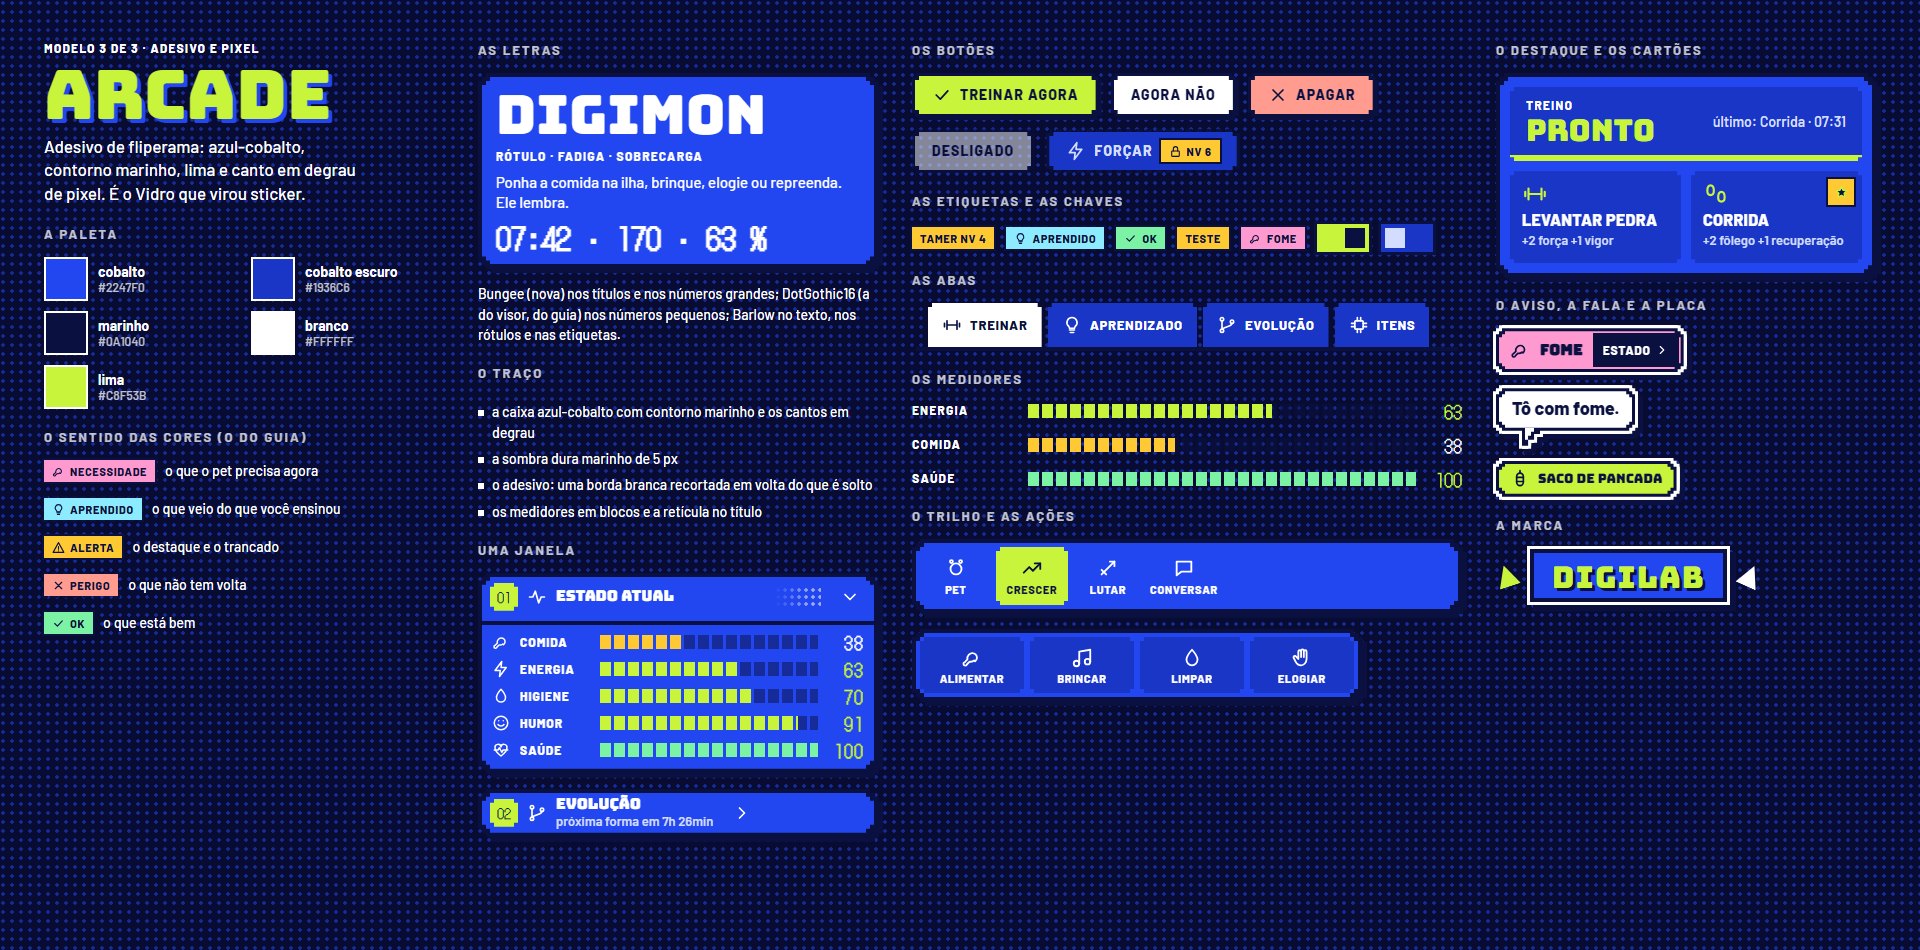 MODELO 3 DE 3 · ADESIVO E PIXEL
ARCADE
Adesivo de fliperama: azul-cobalto,
contorno marinho, lima e canto em degrau
de pixel. É o Vidro que virou sticker.
A PALETA
cobalto
#2247F0
cobalto escuro
#1936C6
marinho
#0A1040
branco
#FFFFFF
lima
#C8F53B
O SENTIDO DAS CORES (O DO GUIA)
NECESSIDADE o que o pet precisa agora
APRENDIDO o que veio do que você ensinou
ALERTA o destaque e o trancado
PERIGO o que não tem volta
OK o que está bem
AS LETRAS
DIGIMON
RÓTULO · FADIGA · SOBRECARGA
Ponha a comida na ilha, brinque, elogie ou repreenda.
Ele lembra.
07:42 · 170 · 63 %
Bungee (nova) nos títulos e nos números grandes; DotGothic16 (a
do visor, do guia) nos números pequenos; Barlow no texto, nos
rótulos e nas etiquetas.
O TRAÇO
a caixa azul-cobalto com contorno marinho e os cantos em
degrau
a sombra dura marinho de 5 px
o adesivo: uma borda branca recortada em volta do que é solto
os medidores em blocos e a retícula no título
UMA JANELA
01 ESTADO ATUAL
COMIDA 38
ENERGIA 63
HIGIENE 70
HUMOR 91
SAÚDE 100
02 EVOLUÇÃO
próxima forma em 7h 26min
OS BOTÕES
TREINAR AGORA
AGORA NÃO
APAGAR
DESLIGADO
FORÇAR NV 6
AS ETIQUETAS E AS CHAVES
TAMER NV 4
APRENDIDO
OK
TESTE
FOME
AS ABAS
TREINAR
APRENDIZADO
EVOLUÇÃO
ITENS
OS MEDIDORES
ENERGIA 63
COMIDA 38
SAÚDE 100
O TRILHO E AS AÇÕES
PET
CRESCER
LUTAR
CONVERSAR
ALIMENTAR
BRINCAR
LIMPAR
ELOGIAR
O DESTAQUE E OS CARTÕES
TREINO
PRONTO
último: Corrida · 07:31
LEVANTAR PEDRA
+2 força +1 vigor
CORRIDA
+2 fôlego +1 recuperação
O AVISO, A FALA E A PLACA
FOME ESTADO
Tô com fome.
SACO DE PANCADA
A MARCA
DIGILAB